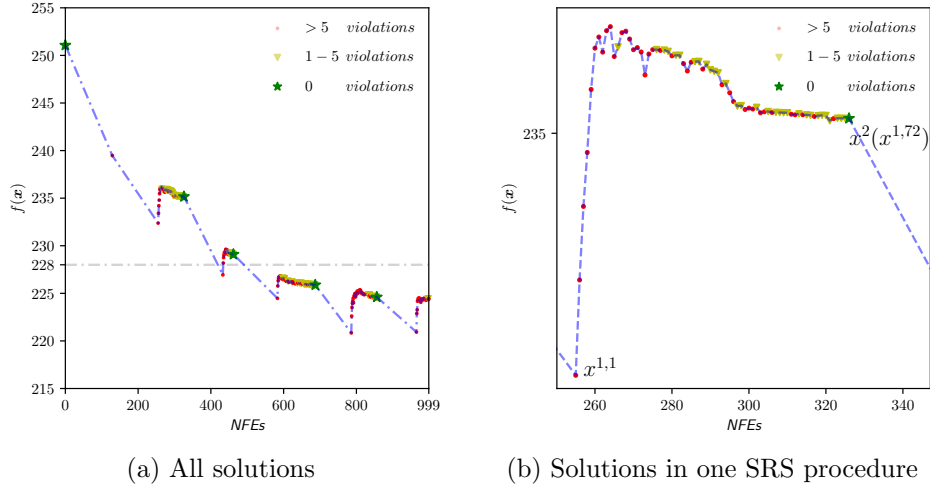 255
250
245
240
235
230
228
225
220
215
f(x)
0
200
400
600
800
999
NFEs
> 5 violations
1 − 5 violations
0 violations
(a) All solutions
235
f(x)
260
280
300
320
340
NFEs
> 5 violations
1 − 5 violations
0 violations
x^{2}(x^{1,72})
x^{1,1}
(b) Solutions in one SRS procedure